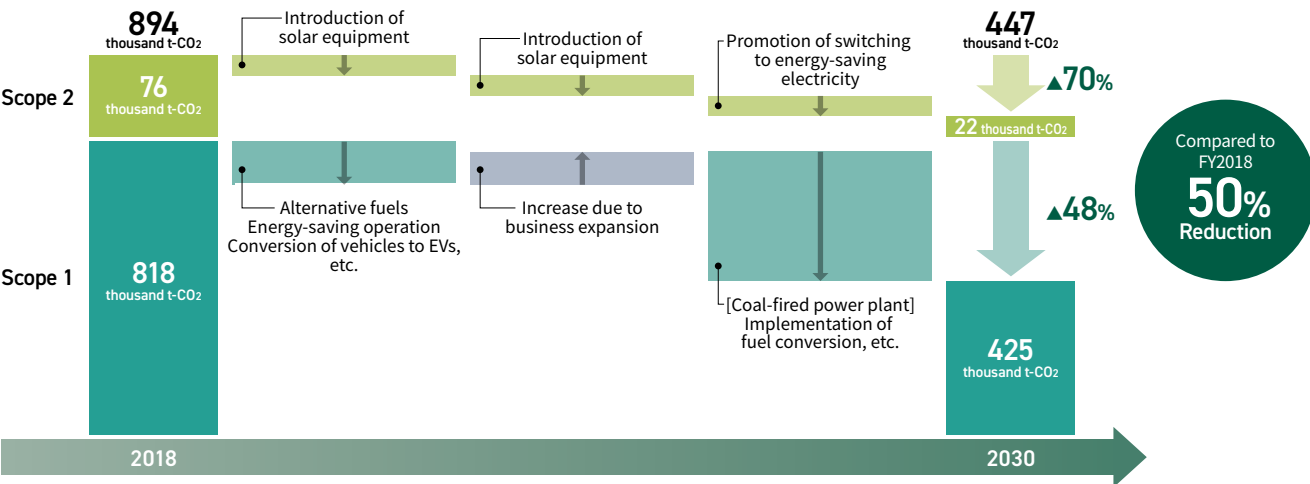 894
thousand t-CO2
Scope 2
76
thousand t-CO2
Scope 1
818
thousand t-CO2
Introduction of
solar equipment
Alternative fuels
Energy-saving operation
Conversion of vehicles to EVs,
etc.
Introduction of
solar equipment
Increase due to
business expansion
Promotion of switching
to energy-saving
electricity
[Coal-fired power plant]
Implementation of
fuel conversion, etc.
447
thousand t-CO2
▲70%
22 thousand t-CO2
▲48%
425
thousand t-CO2
Compared to
FY2018
50%
Reduction
2018
2030